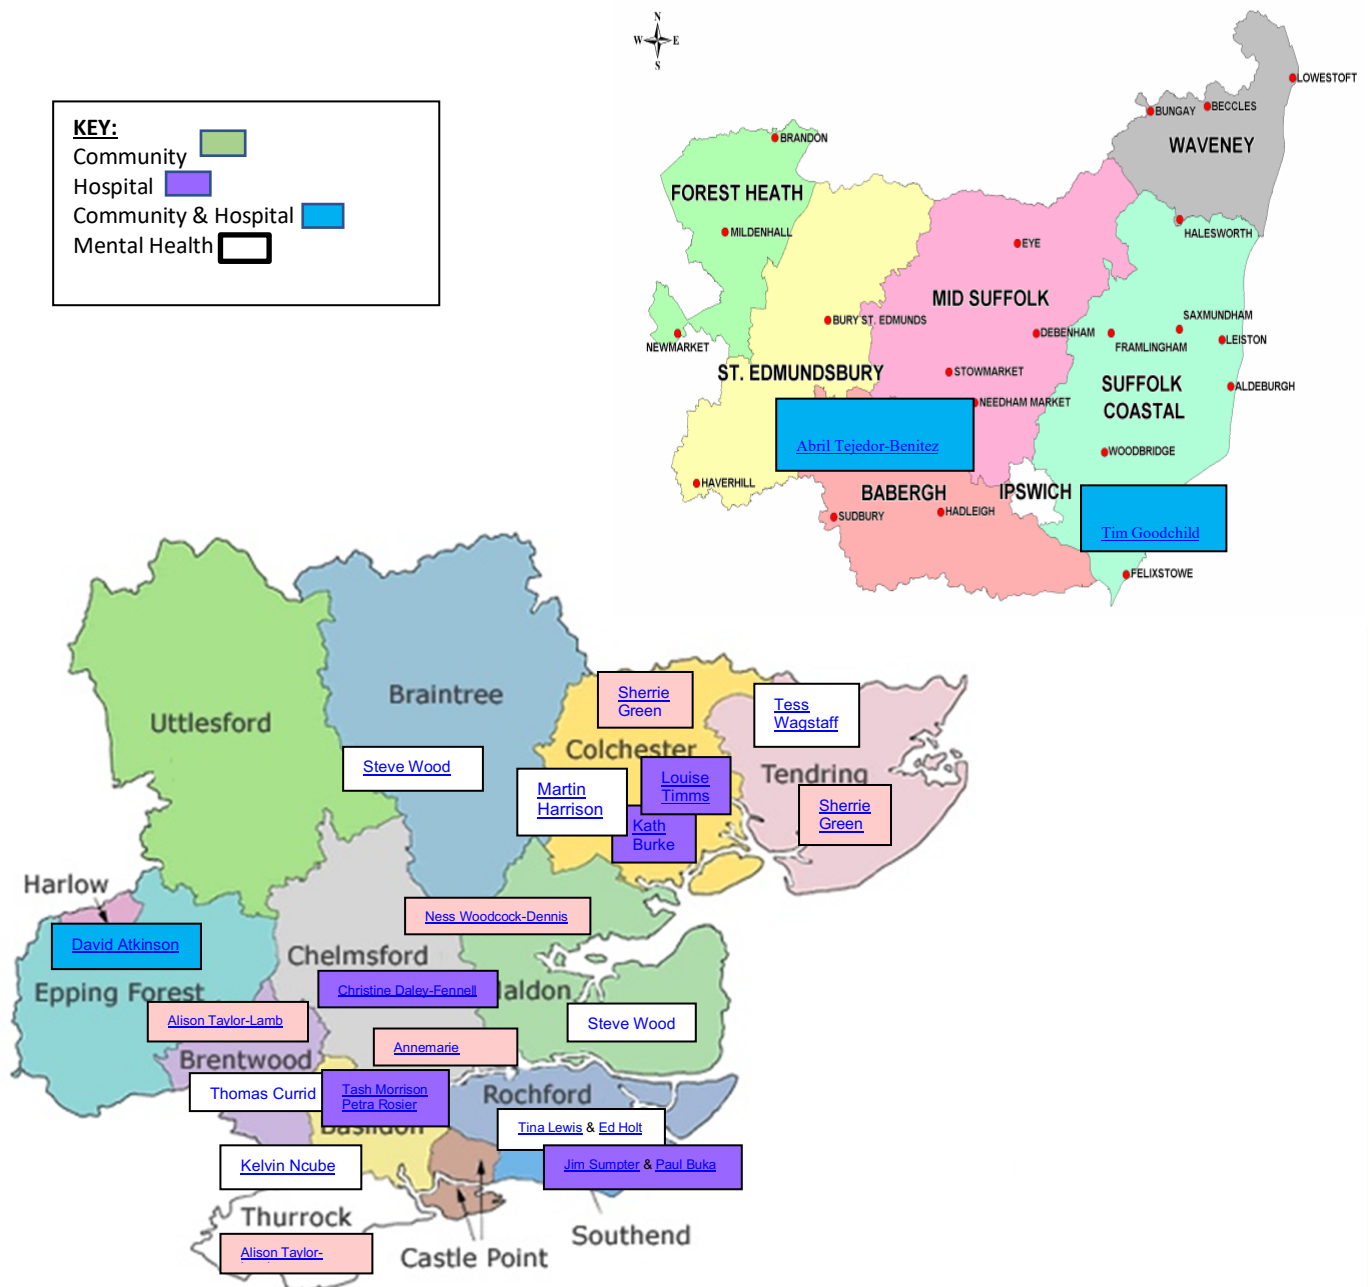 N
W E
S
KEY:
Community
Hospital
Community & Hospital
Mental Health
LOWESTOFT
BUNGAY
BECCLES
WAVENEY
BRANDON
FOREST HEATH
MILDENHALL
HALESWORTH
EYE
MID SUFFOLK
BURY ST. EDMUNDS
SAXMUNDHAM
DEBENHAM
FRAMLINGHAM
LEISTON
NEWMARKET
ST. EDMUNDSBURY
STOWMARKET
SUFFOLK
COASTAL
ALDEBURGH
NEEDHAM MARKET
Abril Tejedor-Benitez
WOODBRIDGE
HAVERHILL
BABERGH
IPSWICH
SUDBURY
HADLEIGH
Tim Goodchild
FELIXSTOWE
Braintree
Uttlesford
Sherrie
Green
Tess
Wagstaff
Colchester
Steve Wood
Tendring
Martin
Harrison
Louise
Timms
Sherrie
Green
Kath
Burke
Harlow
Ness Woodcock-Dennis
David Atkinson
Chelmsford
Epping Forest
Christine Daley-Fennell
aldon
Alison Taylor-Lamb
Steve Wood
Annemarie
Brentwood
Thomas Currid
Tash Morrison
Petra Rosier
Rochford
Basildon
Tina Lewis & Ed Holt
Kelvin Ncube
Jim Sumpter & Paul Buka
Thurrock
Southend
Castle Point
Alison Taylor-